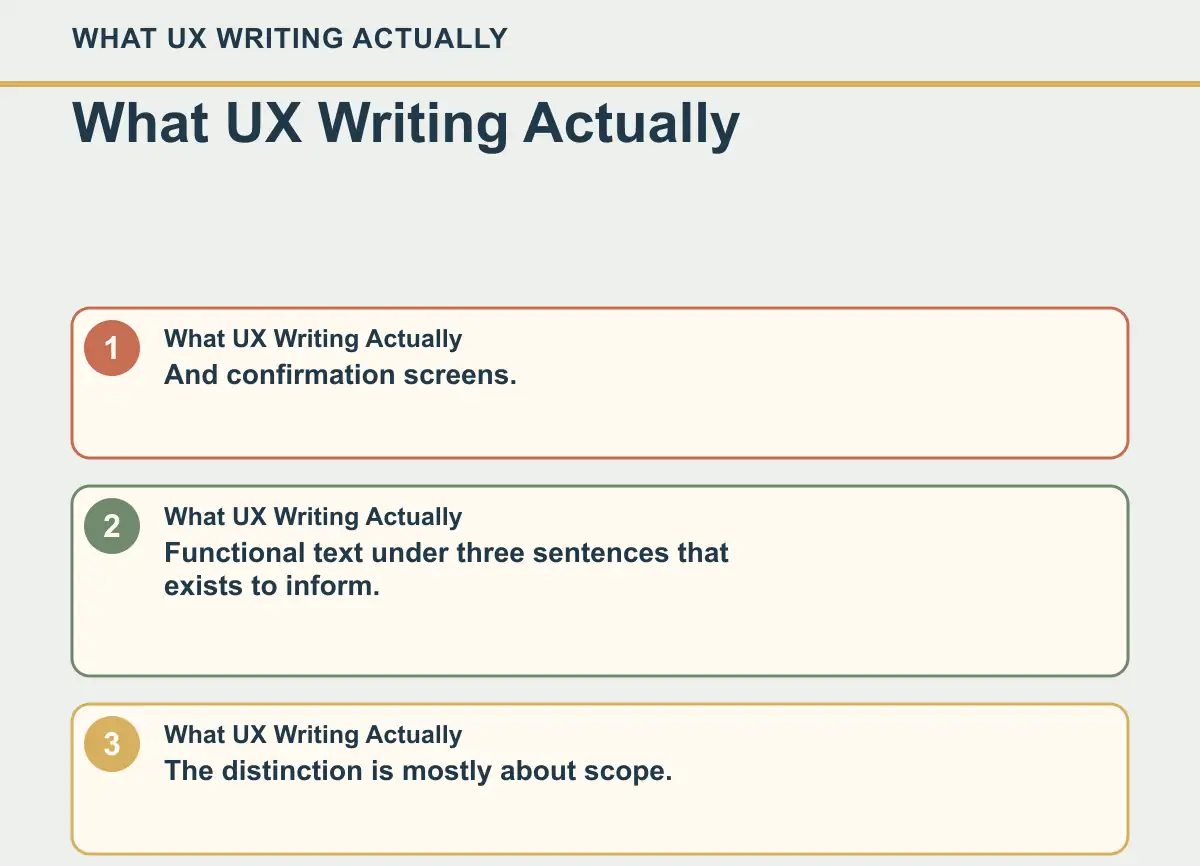 WHAT UX WRITING ACTUALLY
What UX Writing Actually
1
What UX Writing Actually
And confirmation screens.
2
What UX Writing Actually
Functional text under three sentences that
exists to inform.
3
What UX Writing Actually
The distinction is mostly about scope.